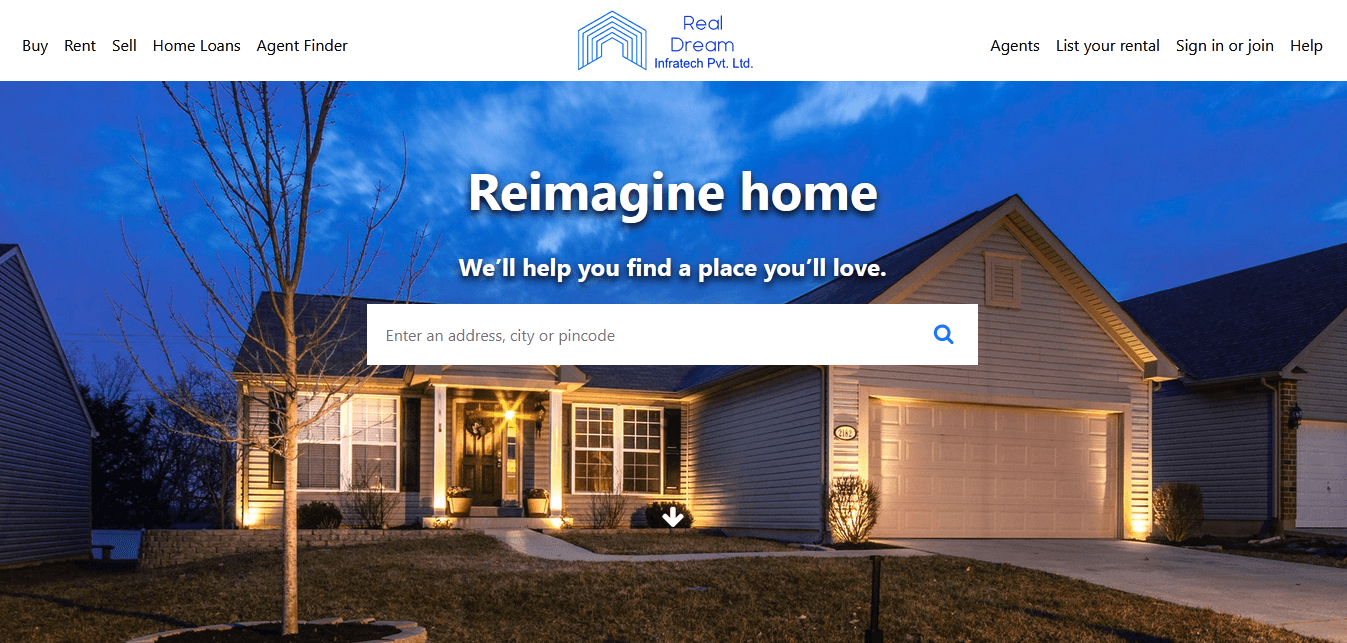 Buy Rent Sell Home Loans Agent Finder
Real
Dream
Infratech Pvt. Ltd.
Agents List your rental Sign in or join Help
Reimagine home
We’ll help you find a place you’ll love.
Enter an address, city or pincode
2162